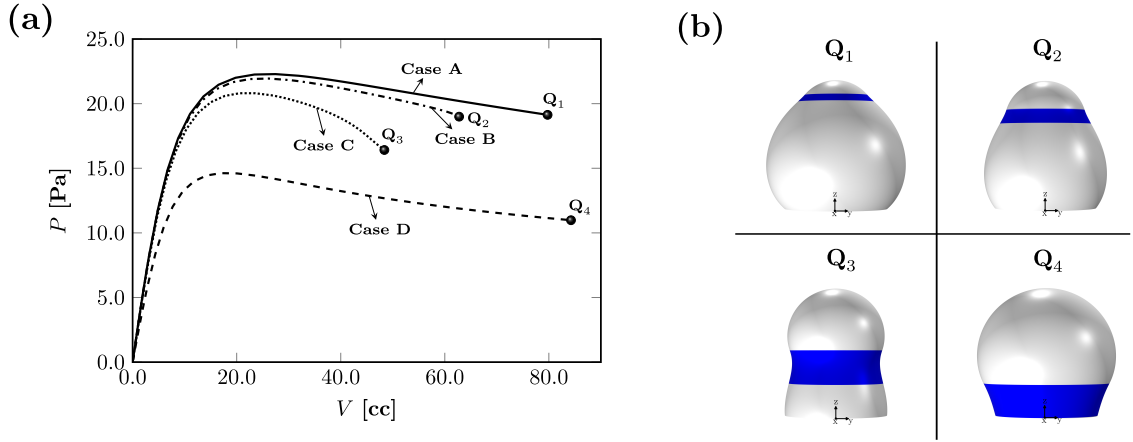 (a)
25.0
20.0
15.0
10.0
5.0
0.0
P [Pa]
0.0 20.0 40.0 60.0 80.0
V [cc]
Case A
Q1
Q2
Case B
Q3
Case C
Q4
Case D
(b)
Q1
z
x y
Q2
z
x y
Q3
z
x y
Q4
z
x y